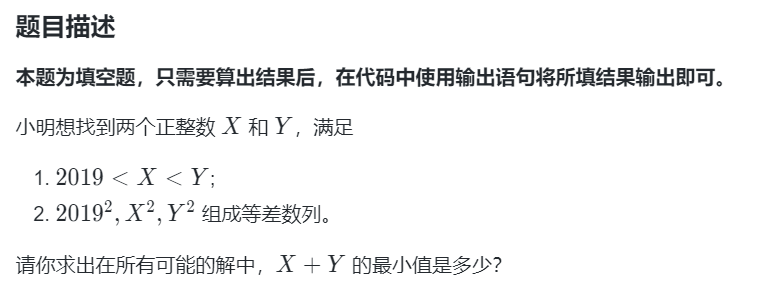 题目描述
本题为填空题，只需要算出结果后，在代码中使用输出语句将所填结果输出即可。
小明想找到两个正整数 X 和 Y，满足
1. 2019 < X < Y;
2. 2019², X², Y² 组成等差数列。
请你求出在所有可能的解中，X + Y 的最小值是多少？